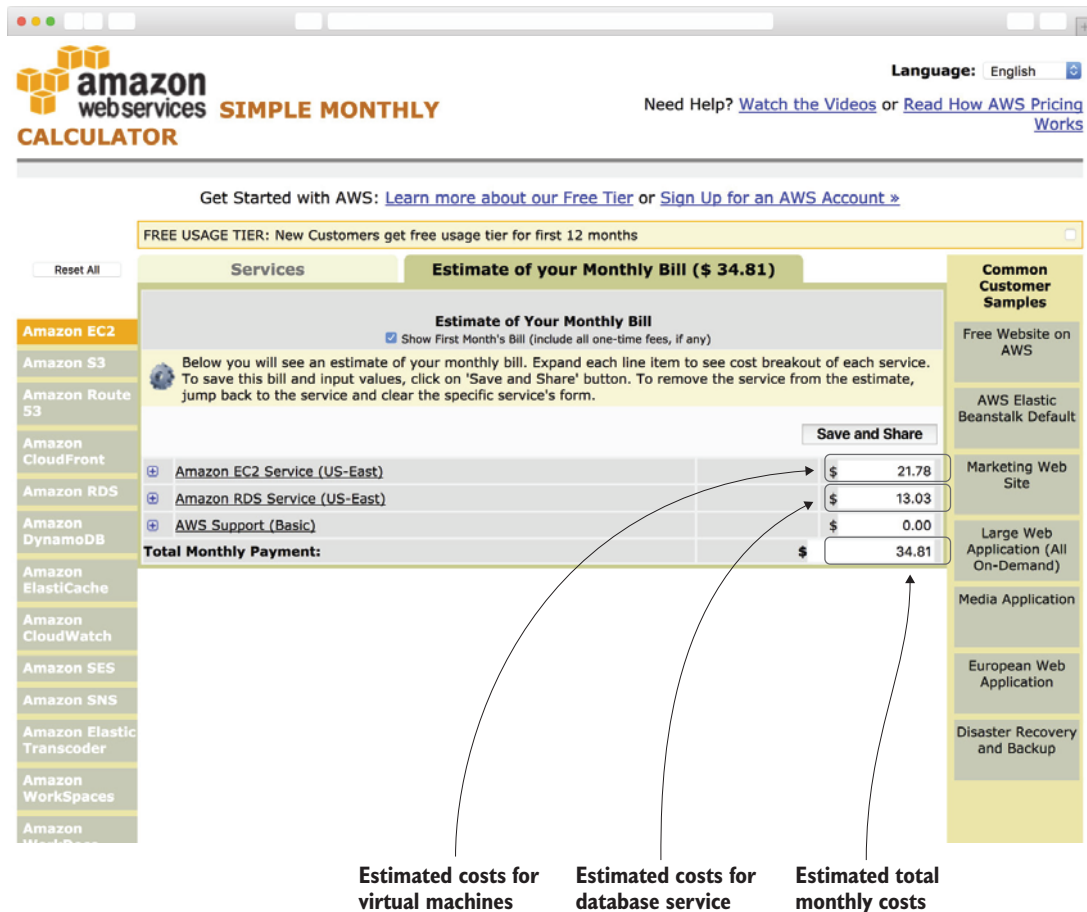 Language: English
amazon
webservices SIMPLE MONTHLY
CALCULATOR
Need Help? Watch the Videos or Read How AWS Pricing
Works
Get Started with AWS: Learn more about our Free Tier or Sign Up for an AWS Account »
FREE USAGE TIER: New Customers get free usage tier for first 12 months
Reset All
Services
Estimate of your Monthly Bill ($ 34.81)
Estimate of Your Monthly Bill
Show First Month's Bill (include all one-time fees, if any)
Below you will see an estimate of your monthly bill. Expand each line item to see cost breakout of each service.
To save this bill and input values, click on 'Save and Share' button. To remove the service from the estimate,
jump back to the service and clear the specific service's form.
Save and Share
Amazon EC2 Service (US-East) $ 21.78
Amazon RDS Service (US-East) $ 13.03
AWS Support (Basic) $ 0.00
Total Monthly Payment: $ 34.81
Amazon EC2
Amazon S3
Amazon Route
53
Amazon
CloudFront
Amazon RDS
Amazon
DynamoDB
Amazon
ElastiCache
Amazon
CloudWatch
Amazon SES
Amazon SNS
Amazon Elastic
Transcoder
Amazon
WorkSpaces
Amazon
Common
Customer
Samples
Free Website on
AWS
AWS Elastic
Beanstalk Default
Marketing Web
Site
Large Web
Application (All
On-Demand)
Media Application
European Web
Application
Disaster Recovery
and Backup
Estimated costs for
virtual machines
Estimated costs for
database service
Estimated total
monthly costs